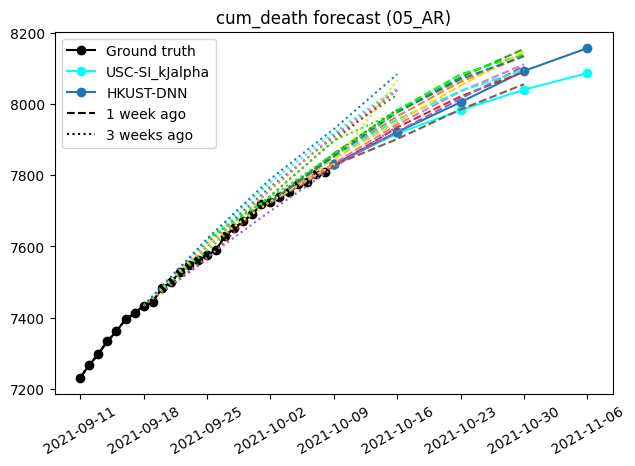 cum_death forecast (05_AR)
Ground truth
USC-SI_kJalpha
HKUST-DNN
1 week ago
3 weeks ago
8200
8000
7800
7600
7400
7200
2021-09-11
2021-09-18
2021-09-25
2021-10-02
2021-10-09
2021-10-16
2021-10-23
2021-10-30
2021-11-06